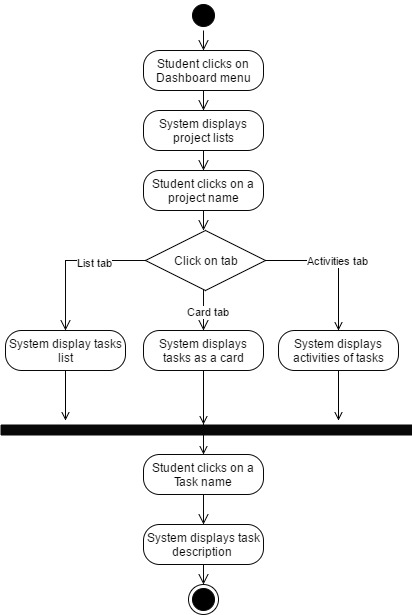 Student clicks on
Dashboard menu
System displays
project lists
Student clicks on a
project name
Click on tab
List tab
Activities tab
Card tab
System display tasks
list
System displays
tasks as a card
System displays
activities of tasks
Student clicks on a
Task name
System displays task
description